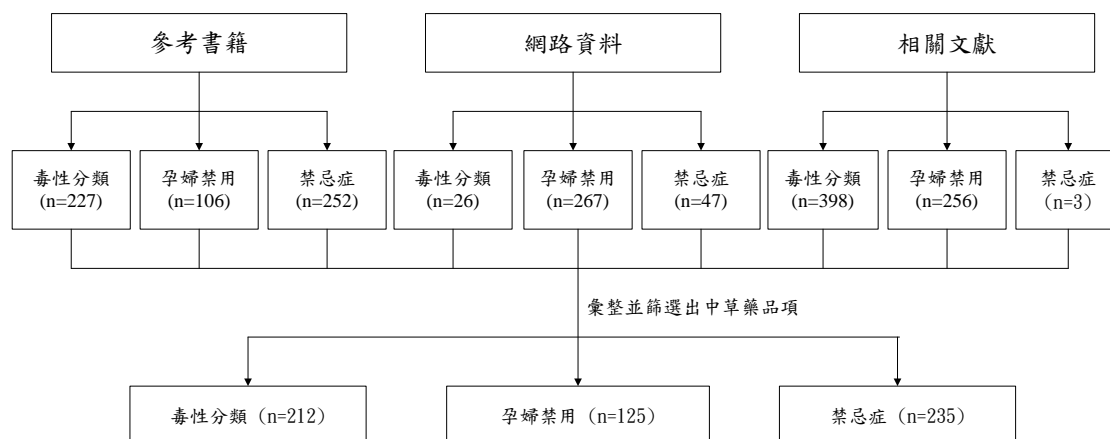 參考書籍
網路資料
相關文獻
毒性分類
(n=227)
孕婦禁用
(n=106)
禁忌症
(n=252)
毒性分類
(n=26)
孕婦禁用
(n=267)
禁忌症
(n=47)
毒性分類
(n=398)
孕婦禁用
(n=256)
禁忌症
(n=3)
彙整並篩選出中草藥品項
毒性分類 (n=212)
孕婦禁用 (n=125)
禁忌症 (n=235)